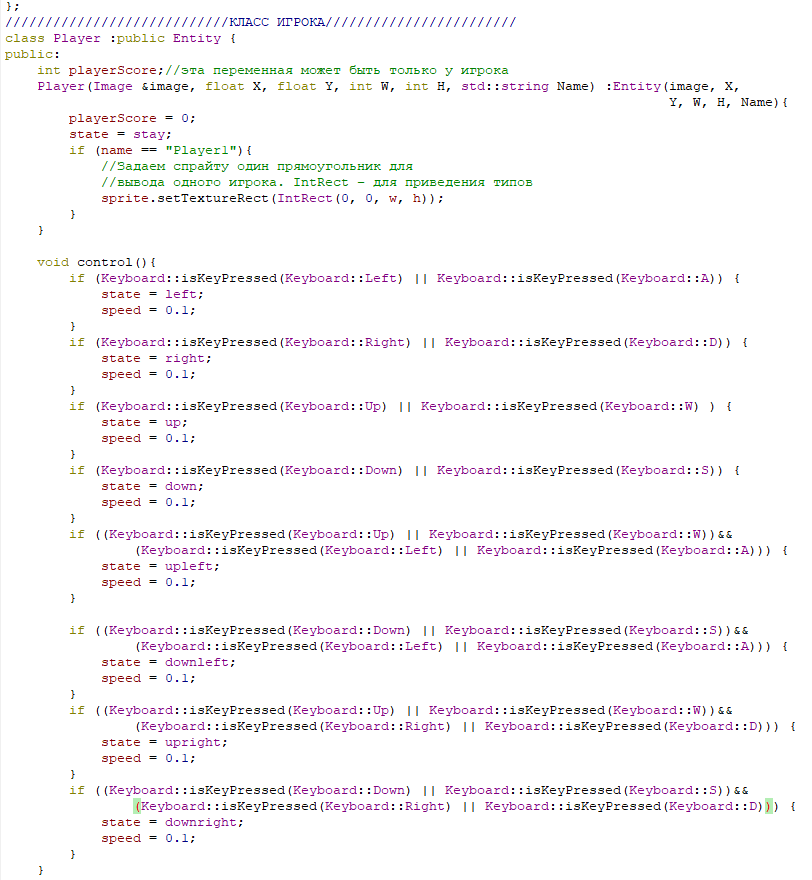 };
////////////////////////////КЛАСС ИГРОКА////////////////////////
class Player :public Entity {
public:
    int playerScore;//эта переменная может быть только у игрока
    Player(Image &image, float X, float Y, int W, int H, std::string Name) :Entity(image, X,
                                                                                   Y, W, H, Name){
        playerScore = 0;
        state = stay;
        if (name == "Player1"){
            //Задаем спрайту один прямоугольник для
            //вывода одного игрока. IntRect – для приведения типов
            sprite.setTextureRect(IntRect(0, 0, w, h));
        }
    }

    void control(){
        if (Keyboard::isKeyPressed(Keyboard::Left) || Keyboard::isKeyPressed(Keyboard::A)) {
            state = left;
            speed = 0.1;
        }
        if (Keyboard::isKeyPressed(Keyboard::Right) || Keyboard::isKeyPressed(Keyboard::D)) {
            state = right;
            speed = 0.1;
        }
        if (Keyboard::isKeyPressed(Keyboard::Up) || Keyboard::isKeyPressed(Keyboard::W) ) {
            state = up;
            speed = 0.1;
        }
        if (Keyboard::isKeyPressed(Keyboard::Down) || Keyboard::isKeyPressed(Keyboard::S)) {
            state = down;
            speed = 0.1;
        }
        if ((Keyboard::isKeyPressed(Keyboard::Up) || Keyboard::isKeyPressed(Keyboard::W))&&
                (Keyboard::isKeyPressed(Keyboard::Left) || Keyboard::isKeyPressed(Keyboard::A))) {
            state = upleft;
            speed = 0.1;
        }

        if ((Keyboard::isKeyPressed(Keyboard::Down) || Keyboard::isKeyPressed(Keyboard::S))&&
                (Keyboard::isKeyPressed(Keyboard::Left) || Keyboard::isKeyPressed(Keyboard::A))) {
            state = downleft;
            speed = 0.1;
        }
        if ((Keyboard::isKeyPressed(Keyboard::Up) || Keyboard::isKeyPressed(Keyboard::W))&&
                (Keyboard::isKeyPressed(Keyboard::Right) || Keyboard::isKeyPressed(Keyboard::D))) {
            state = upright;
            speed = 0.1;
        }
        if ((Keyboard::isKeyPressed(Keyboard::Down) || Keyboard::isKeyPressed(Keyboard::S))&&
                (Keyboard::isKeyPressed(Keyboard::Right) || Keyboard::isKeyPressed(Keyboard::D))) {
            state = downright;
            speed = 0.1;
        }
    }